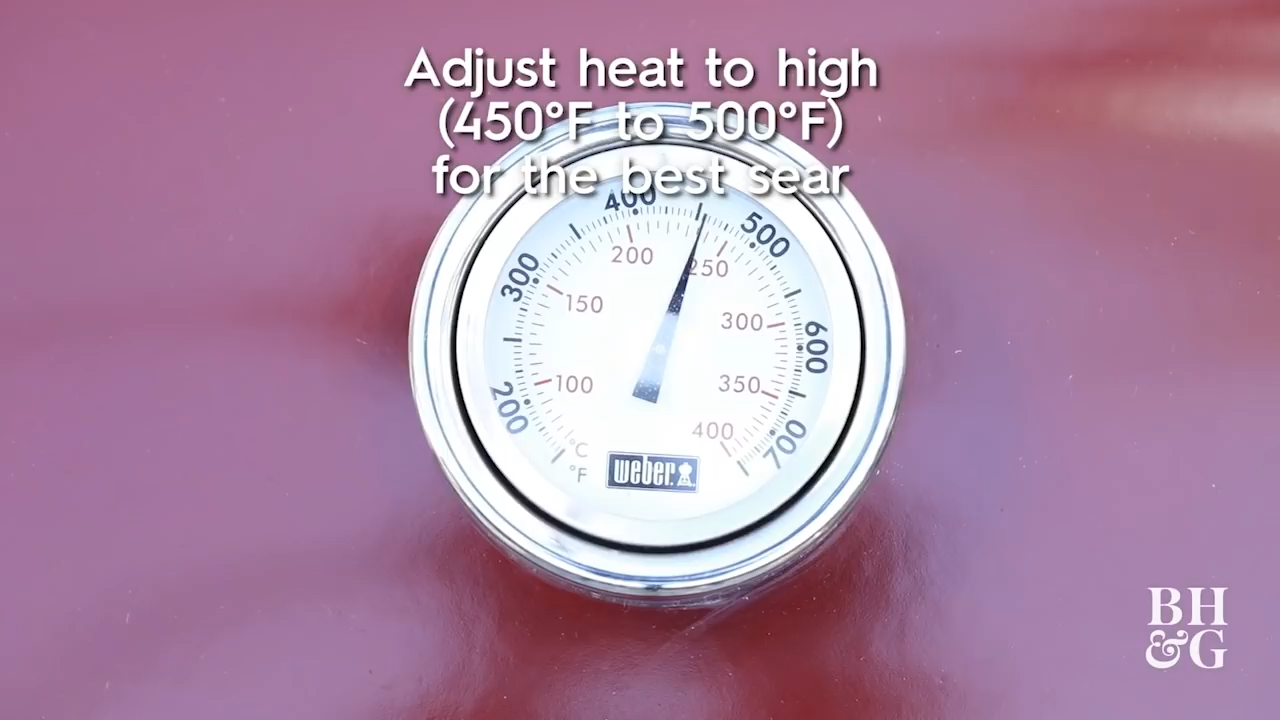 Adjust heat to high
(450°F to 500°F)
for the best sear
400
500
300
200
250
150
300
600
100
350
200
400
700
°C
°F
weber
BH
&G